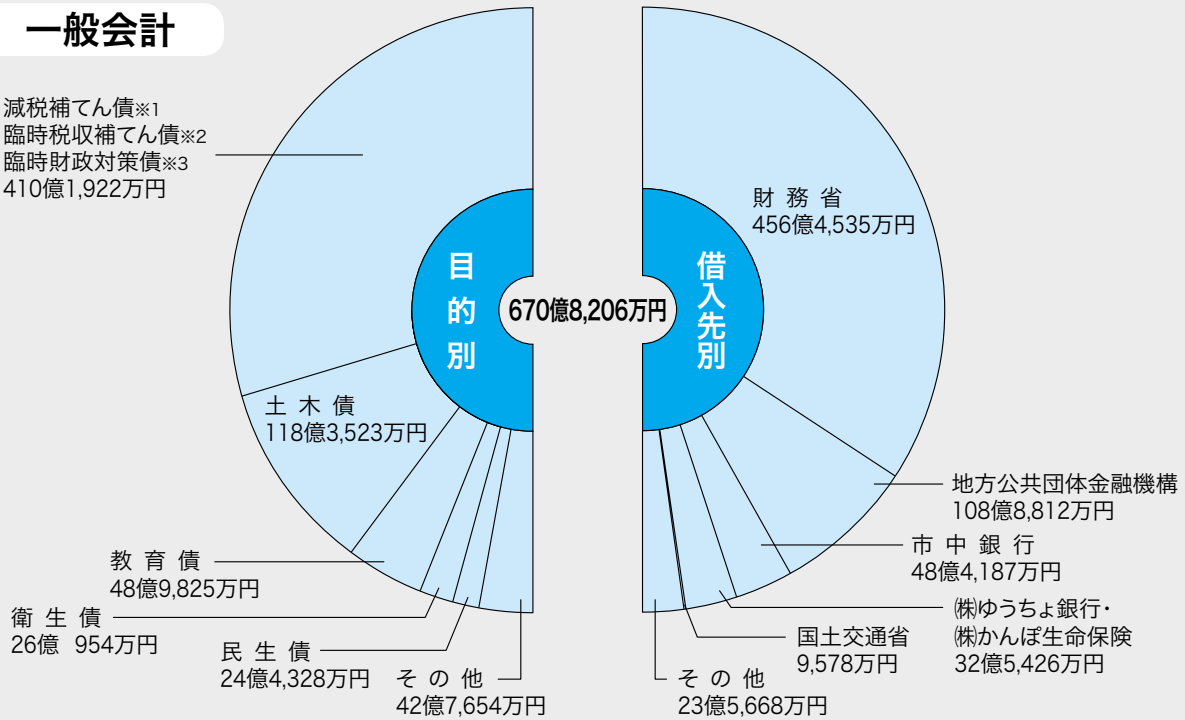 一般会計
減税補てん債※1
臨時税収補てん債※2
臨時財政対策債※3
410億1,922万円
土木債
118億3,523万円
教育債
48億9,825万円
衛生債
26億 954万円
民生債
24億4,328万円
その他
42億7,654万円
目的別
670億8,206万円
借入先別
財務省
456億4,535万円
地方公共団体金融機構
108億8,812万円
市中銀行
48億4,187万円
㈱ゆうちょ銀行・
㈱かんぽ生命保険
32億5,426万円
国土交通省
9,578万円
その他
23億5,668万円